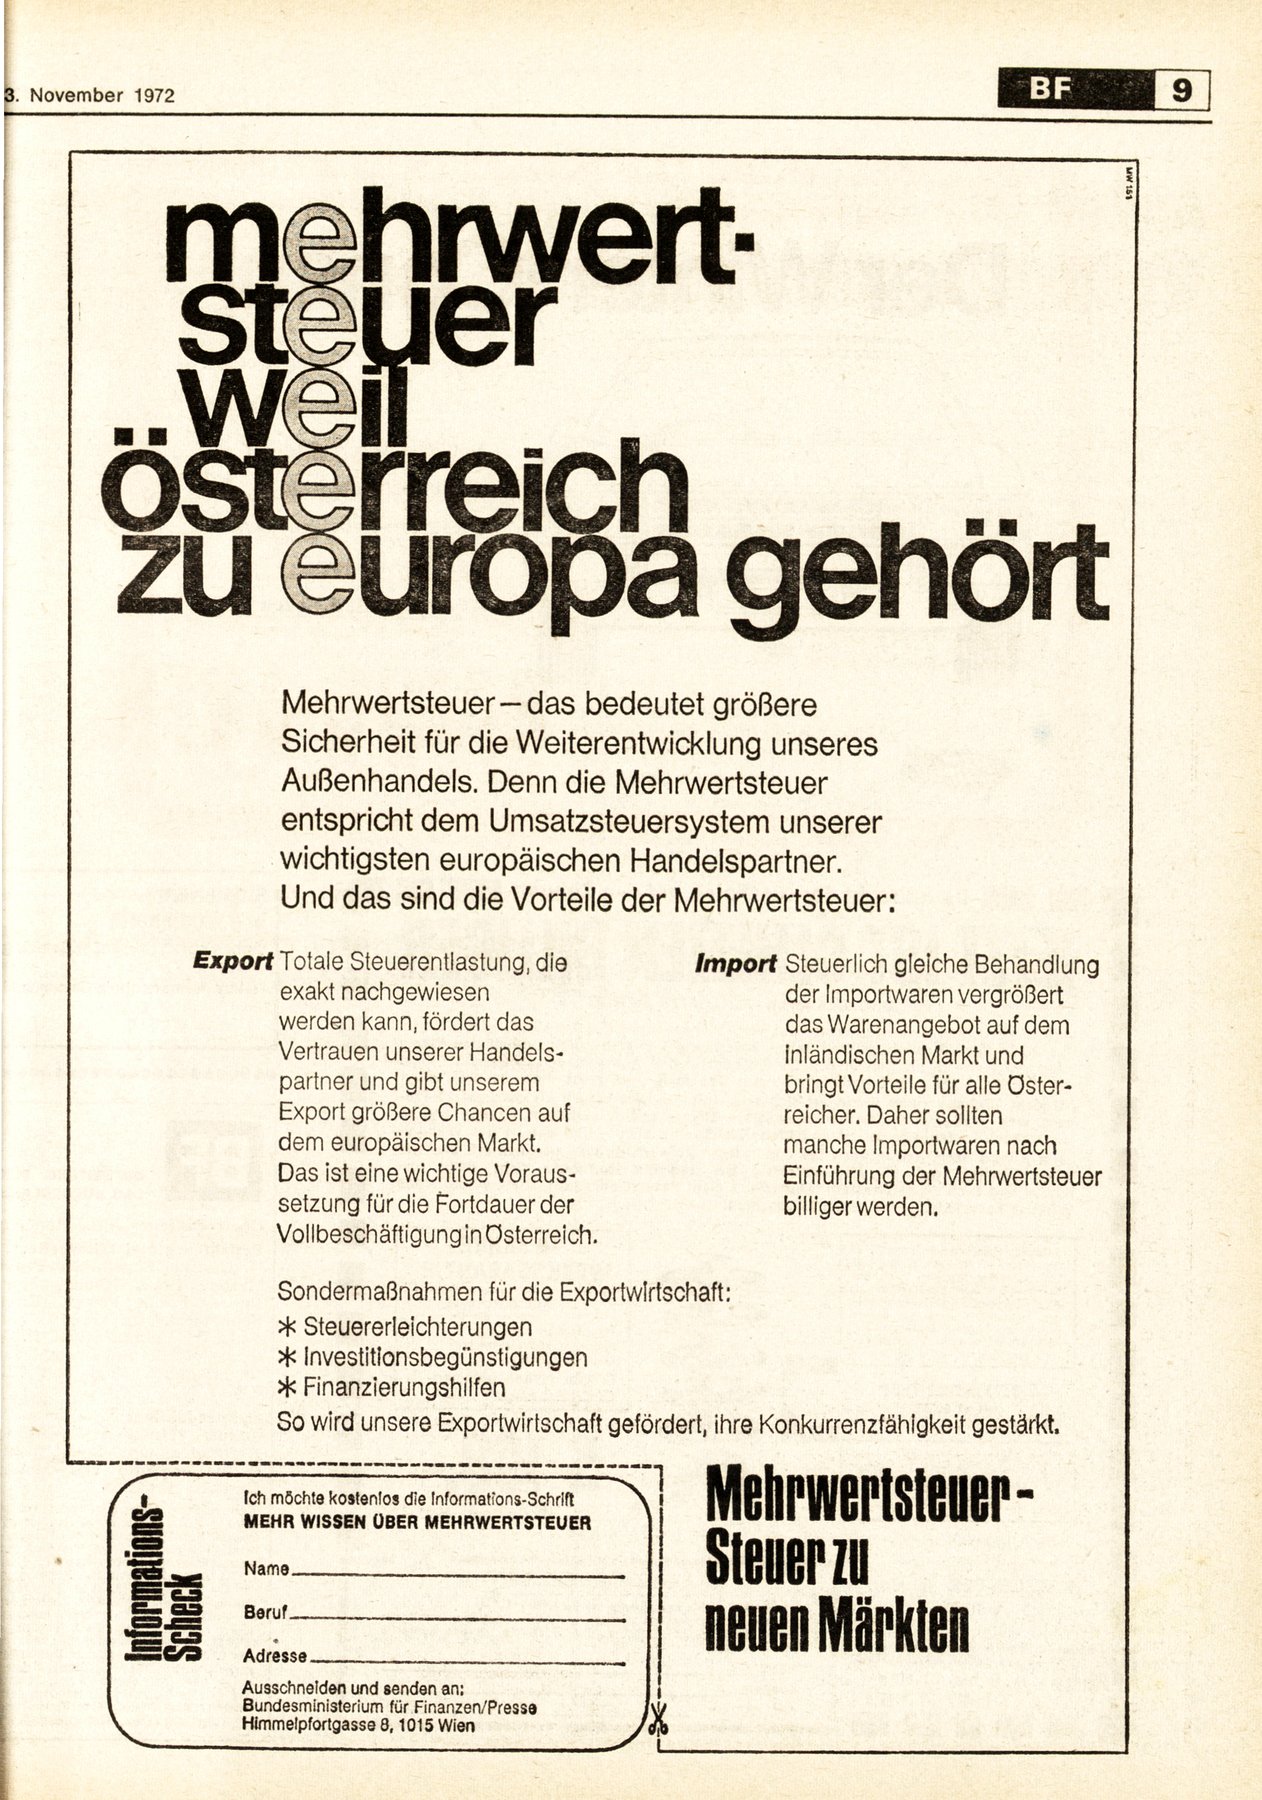 3. November 1972
BF 9
MW 151
mehrwert-
steuer
weil
österreich
zu europa gehört
Mehrwertsteuer – das bedeutet größere
Sicherheit für die Weiterentwicklung unseres
Außenhandels. Denn die Mehrwertsteuer
entspricht dem Umsatzsteuersystem unserer
wichtigsten europäischen Handelspartner.
Und das sind die Vorteile der Mehrwertsteuer:
Export Totale Steuerentlastung, die
exakt nachgewiesen
werden kann, fördert das
Vertrauen unserer Handels-
partner und gibt unserem
Export größere Chancen auf
dem europäischen Markt.
Das ist eine wichtige Voraus-
setzung für die Fortdauer der
Vollbeschäftigung in Österreich.
Import Steuerlich gleiche Behandlung
der Importwaren vergrößert
das Warenangebot auf dem
inländischen Markt und
bringt Vorteile für alle Öster-
reicher. Daher sollten
manche Importwaren nach
Einführung der Mehrwertsteuer
billiger werden.
Sondermaßnahmen für die Exportwirtschaft:
* Steuererleichterungen
* Investitionsbegünstigungen
* Finanzierungshilfen
So wird unsere Exportwirtschaft gefördert, ihre Konkurrenzfähigkeit gestärkt.
Informations-
Scheck
Ich möchte kostenlos die Informations-Schrift
MEHR WISSEN ÜBER MEHRWERTSTEUER
Name
Beruf
Adresse
Ausschneiden und senden an:
Bundesministerium für Finanzen/Presse
Himmelpfortgasse 8, 1015 Wien
Mehrwertsteuer-
Steuer zu
neuen Märkten